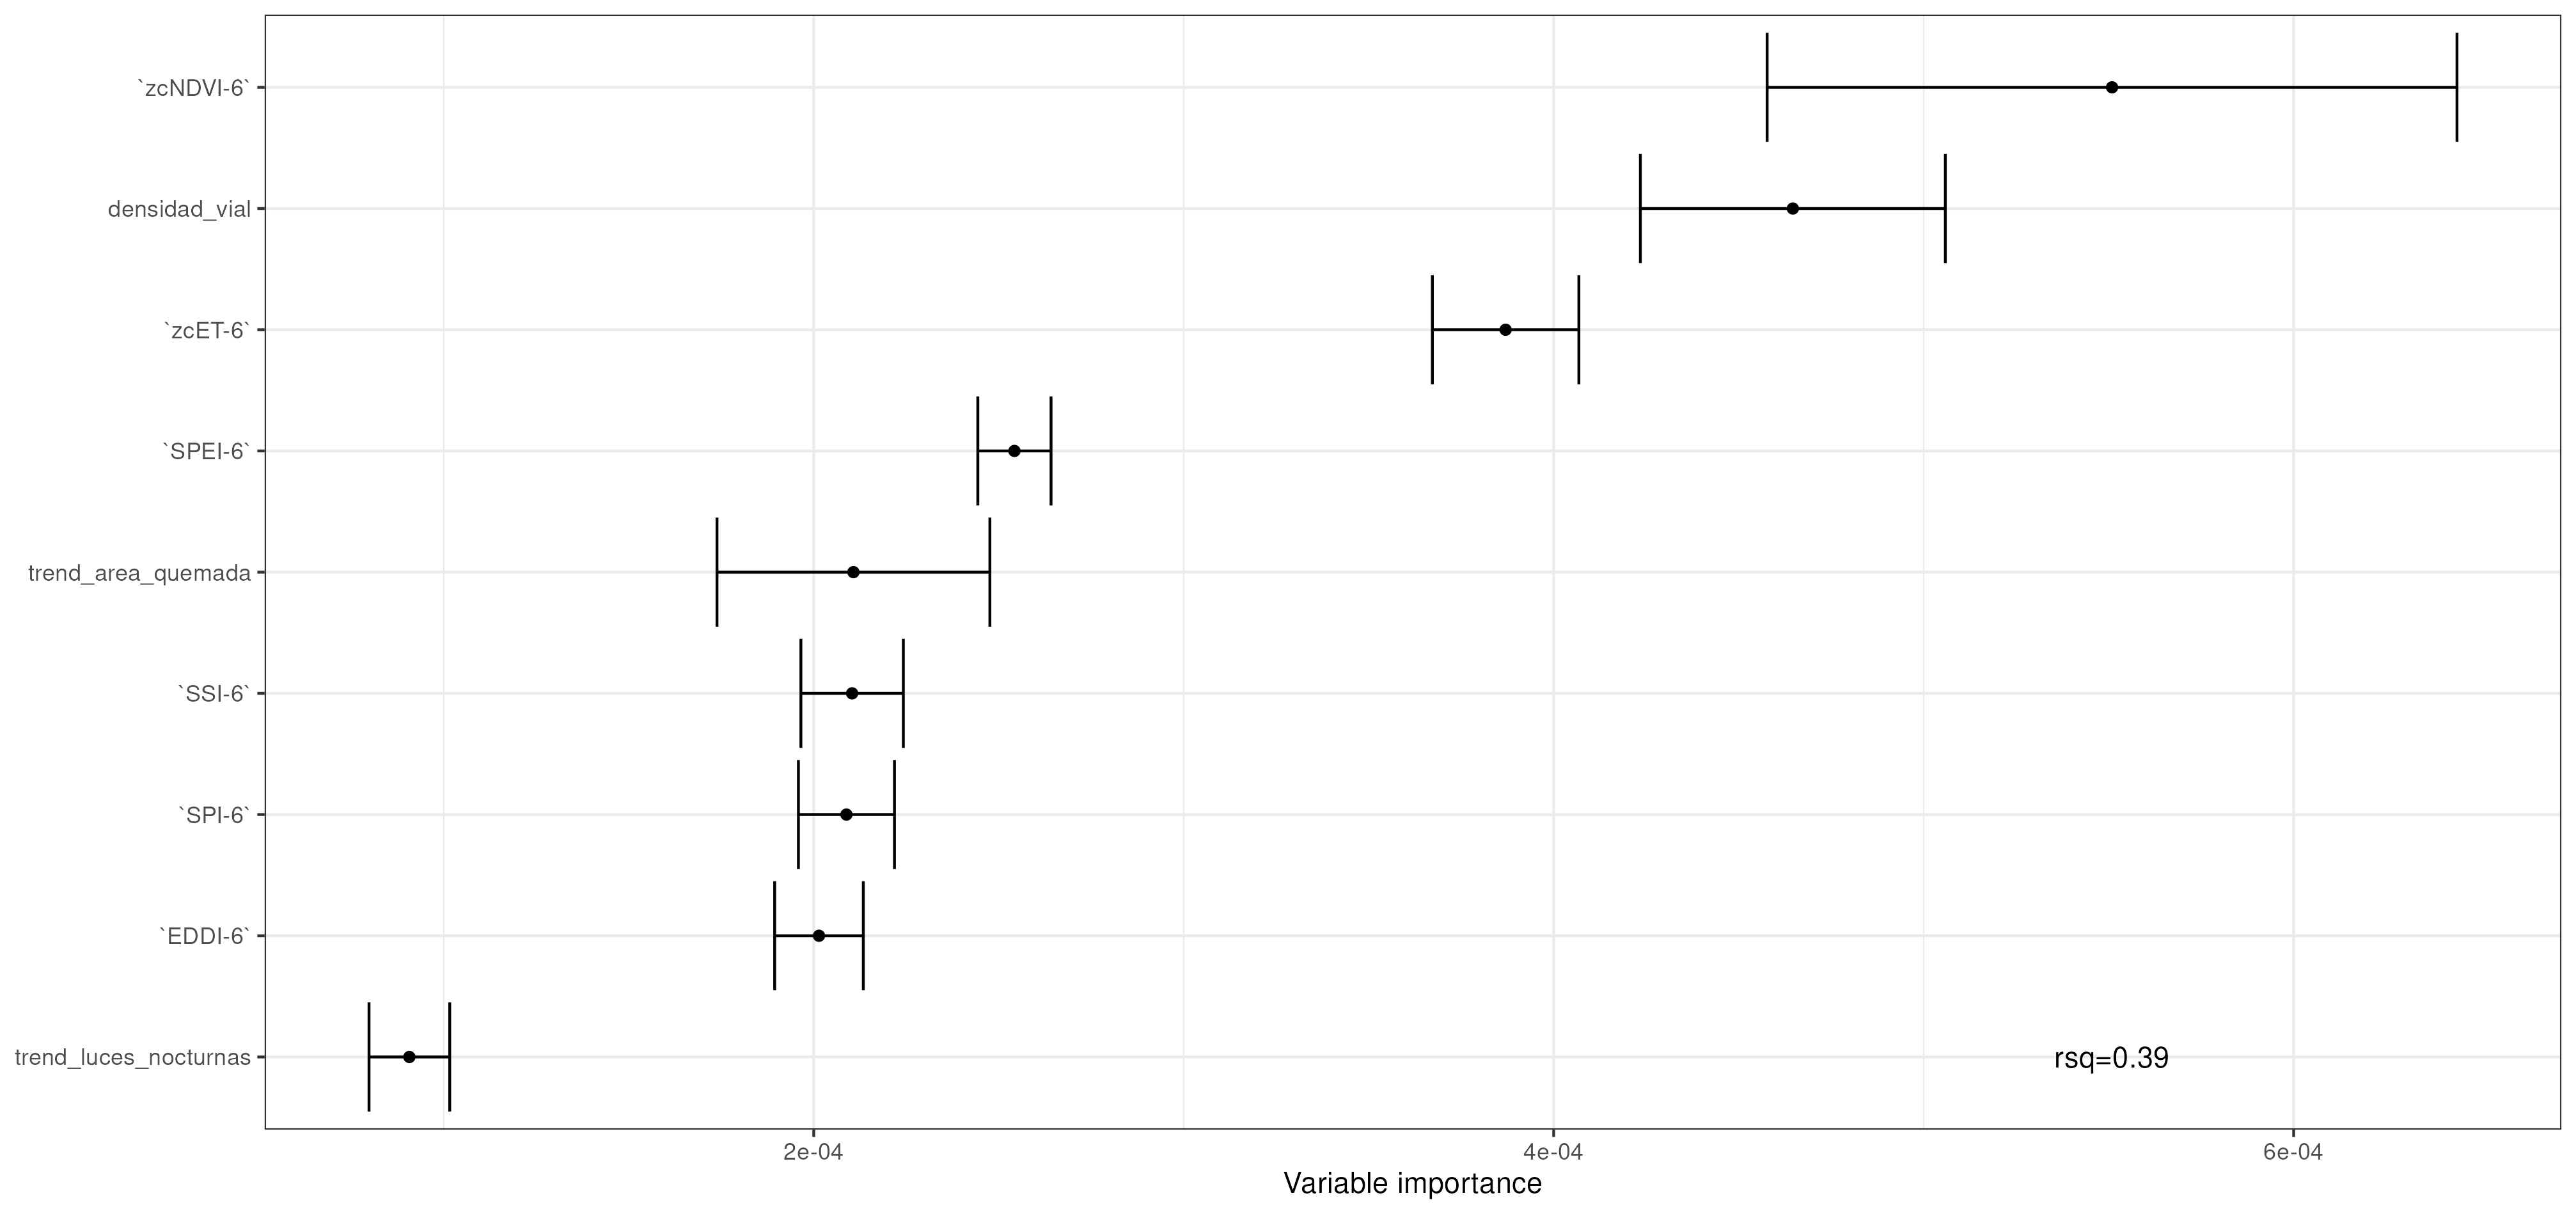 `zcNDVI-6`
densidad_vial
`zcET-6`
`SPEI-6`
trend_area_quemada
`SSI-6`
`SPI-6`
`EDDI-6`
trend_luces_nocturnas
rsq=0.39
2e-04 4e-04 6e-04
Variable importance